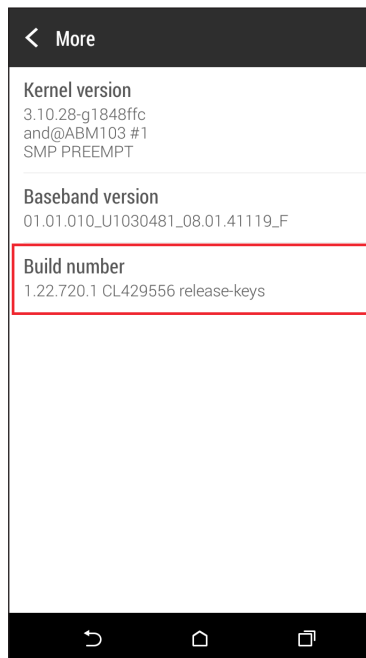 More
Kernel version
3.10.28-g1848ffc
and@ABM103 #1
SMP PREEMPT
Baseband version
01.01.010_U1030481_08.01.41119_F
Build number
1.22.720.1 CL429556 release-keys